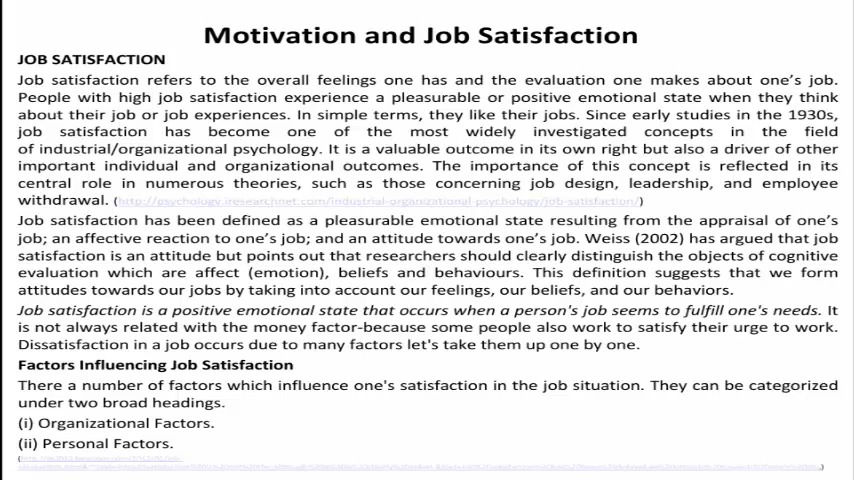 Motivation and Job Satisfaction
JOB SATISFACTION
Job satisfaction refers to the overall feelings one has and the evaluation one makes about one's job.
People with high job satisfaction experience a pleasurable or positive emotional state when they think
about their job or job experiences. In simple terms, they like their jobs. Since early studies in the 1930s,
job satisfaction has become one of the most widely investigated concepts in the field
of industrial/organizational psychology. It is a valuable outcome in its own right but also a driver of other
important individual and organizational outcomes. The importance of this concept is reflected in its
central role in numerous theories, such as those concerning job design, leadership, and employee
withdrawal. (http://psychology.iresearchnet.com/industrial-organizational-psychology/job-satisfaction/)
Job satisfaction has been defined as a pleasurable emotional state resulting from the appraisal of one's
job; an affective reaction to one's job; and an attitude towards one's job. Weiss (2002) has argued that job
satisfaction is an attitude but points out that researchers should clearly distinguish the objects of cognitive
evaluation which are affect (emotion), beliefs and behaviours. This definition suggests that we form
attitudes towards our jobs by taking into account our feelings, our beliefs, and our behaviors.
Job satisfaction is a positive emotional state that occurs when a person's job seems to fulfill one's needs. It
is not always related with the money factor-because some people also work to satisfy their urge to work.
Dissatisfaction in a job occurs due to many factors let's take them up one by one.
Factors Influencing Job Satisfaction
There a number of factors which influence one's satisfaction in the job situation. They can be categorized
under two broad headings.
(i) Organizational Factors.
(ii) Personal Factors.